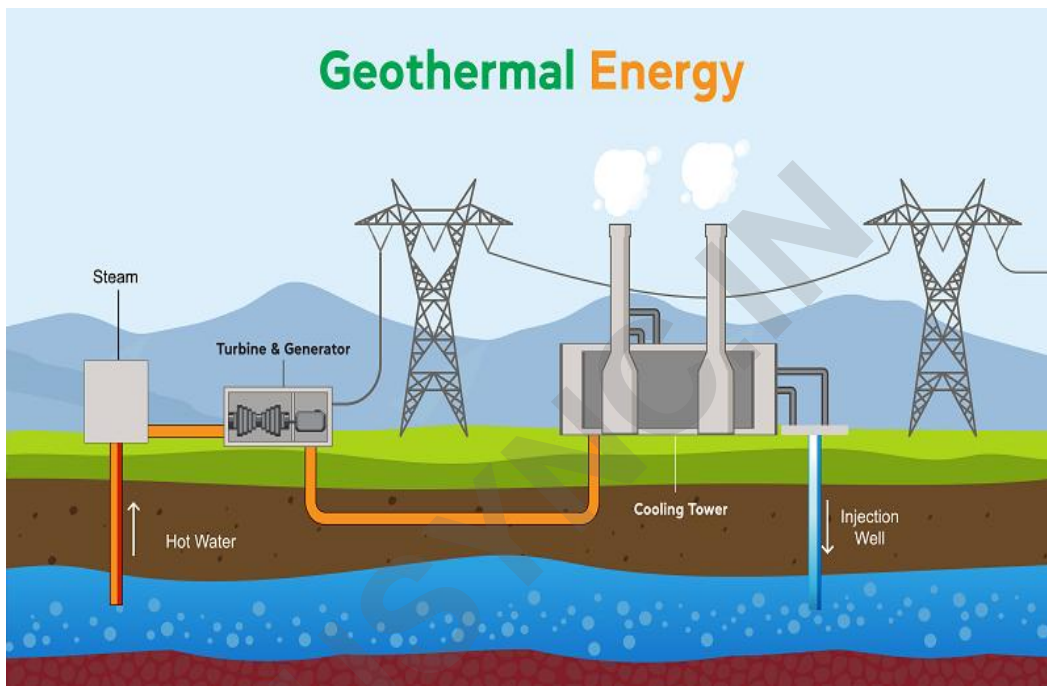 Geothermal Energy
Steam
Turbine & Generator
Cooling Tower
Hot Water
Injection
Well